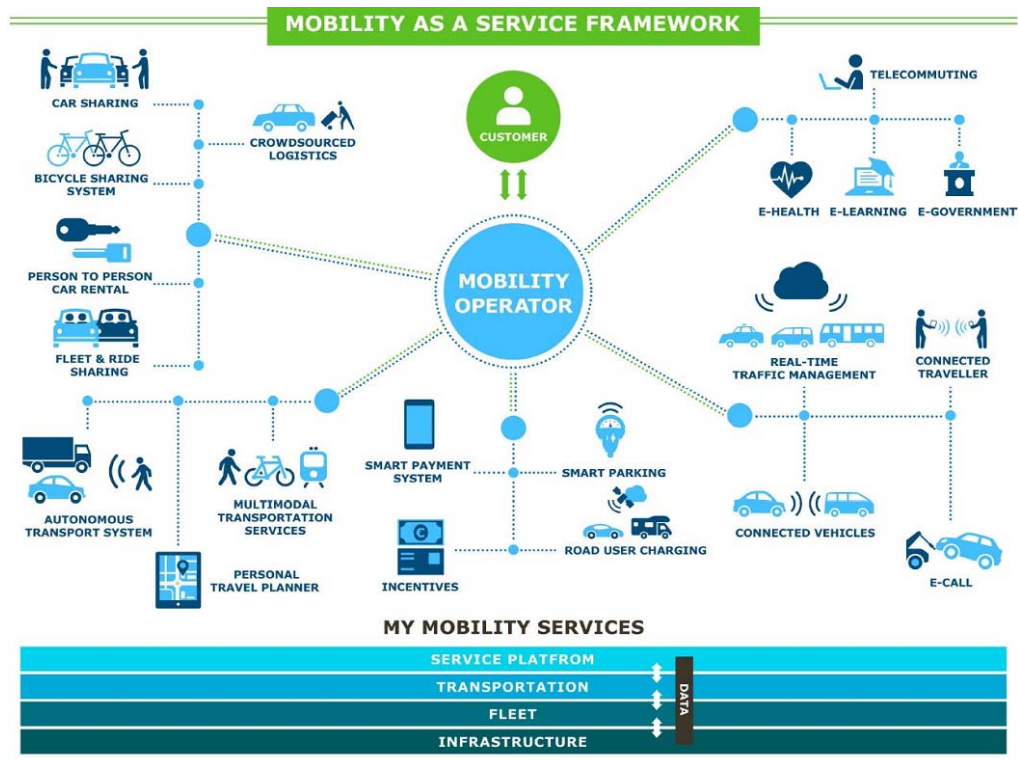 MOBILITY AS A SERVICE FRAMEWORK
CAR SHARING
CROWDSOURCED
LOGISTICS
BICYCLE SHARING
SYSTEM
PERSON TO PERSON
CAR RENTAL
FLEET & RIDE
SHARING
CUSTOMER
MOBILITY
OPERATOR
TELECOMMUTING
E-HEALTH
E-LEARNING
E-GOVERNMENT
REAL-TIME
TRAFFIC MANAGEMENT
CONNECTED
TRAVELLER
CONNECTED VEHICLES
E-CALL
AUTONOMOUS
TRANSPORT SYSTEM
MULTIMODAL
TRANSPORTATION
SERVICES
PERSONAL
TRAVEL PLANNER
SMART PAYMENT
SYSTEM
SMART PARKING
INCENTIVES
ROAD USER CHARGING
MY MOBILITY SERVICES
SERVICE PLATFROM
TRANSPORTATION
FLEET
INFRASTRUCTURE
DATA